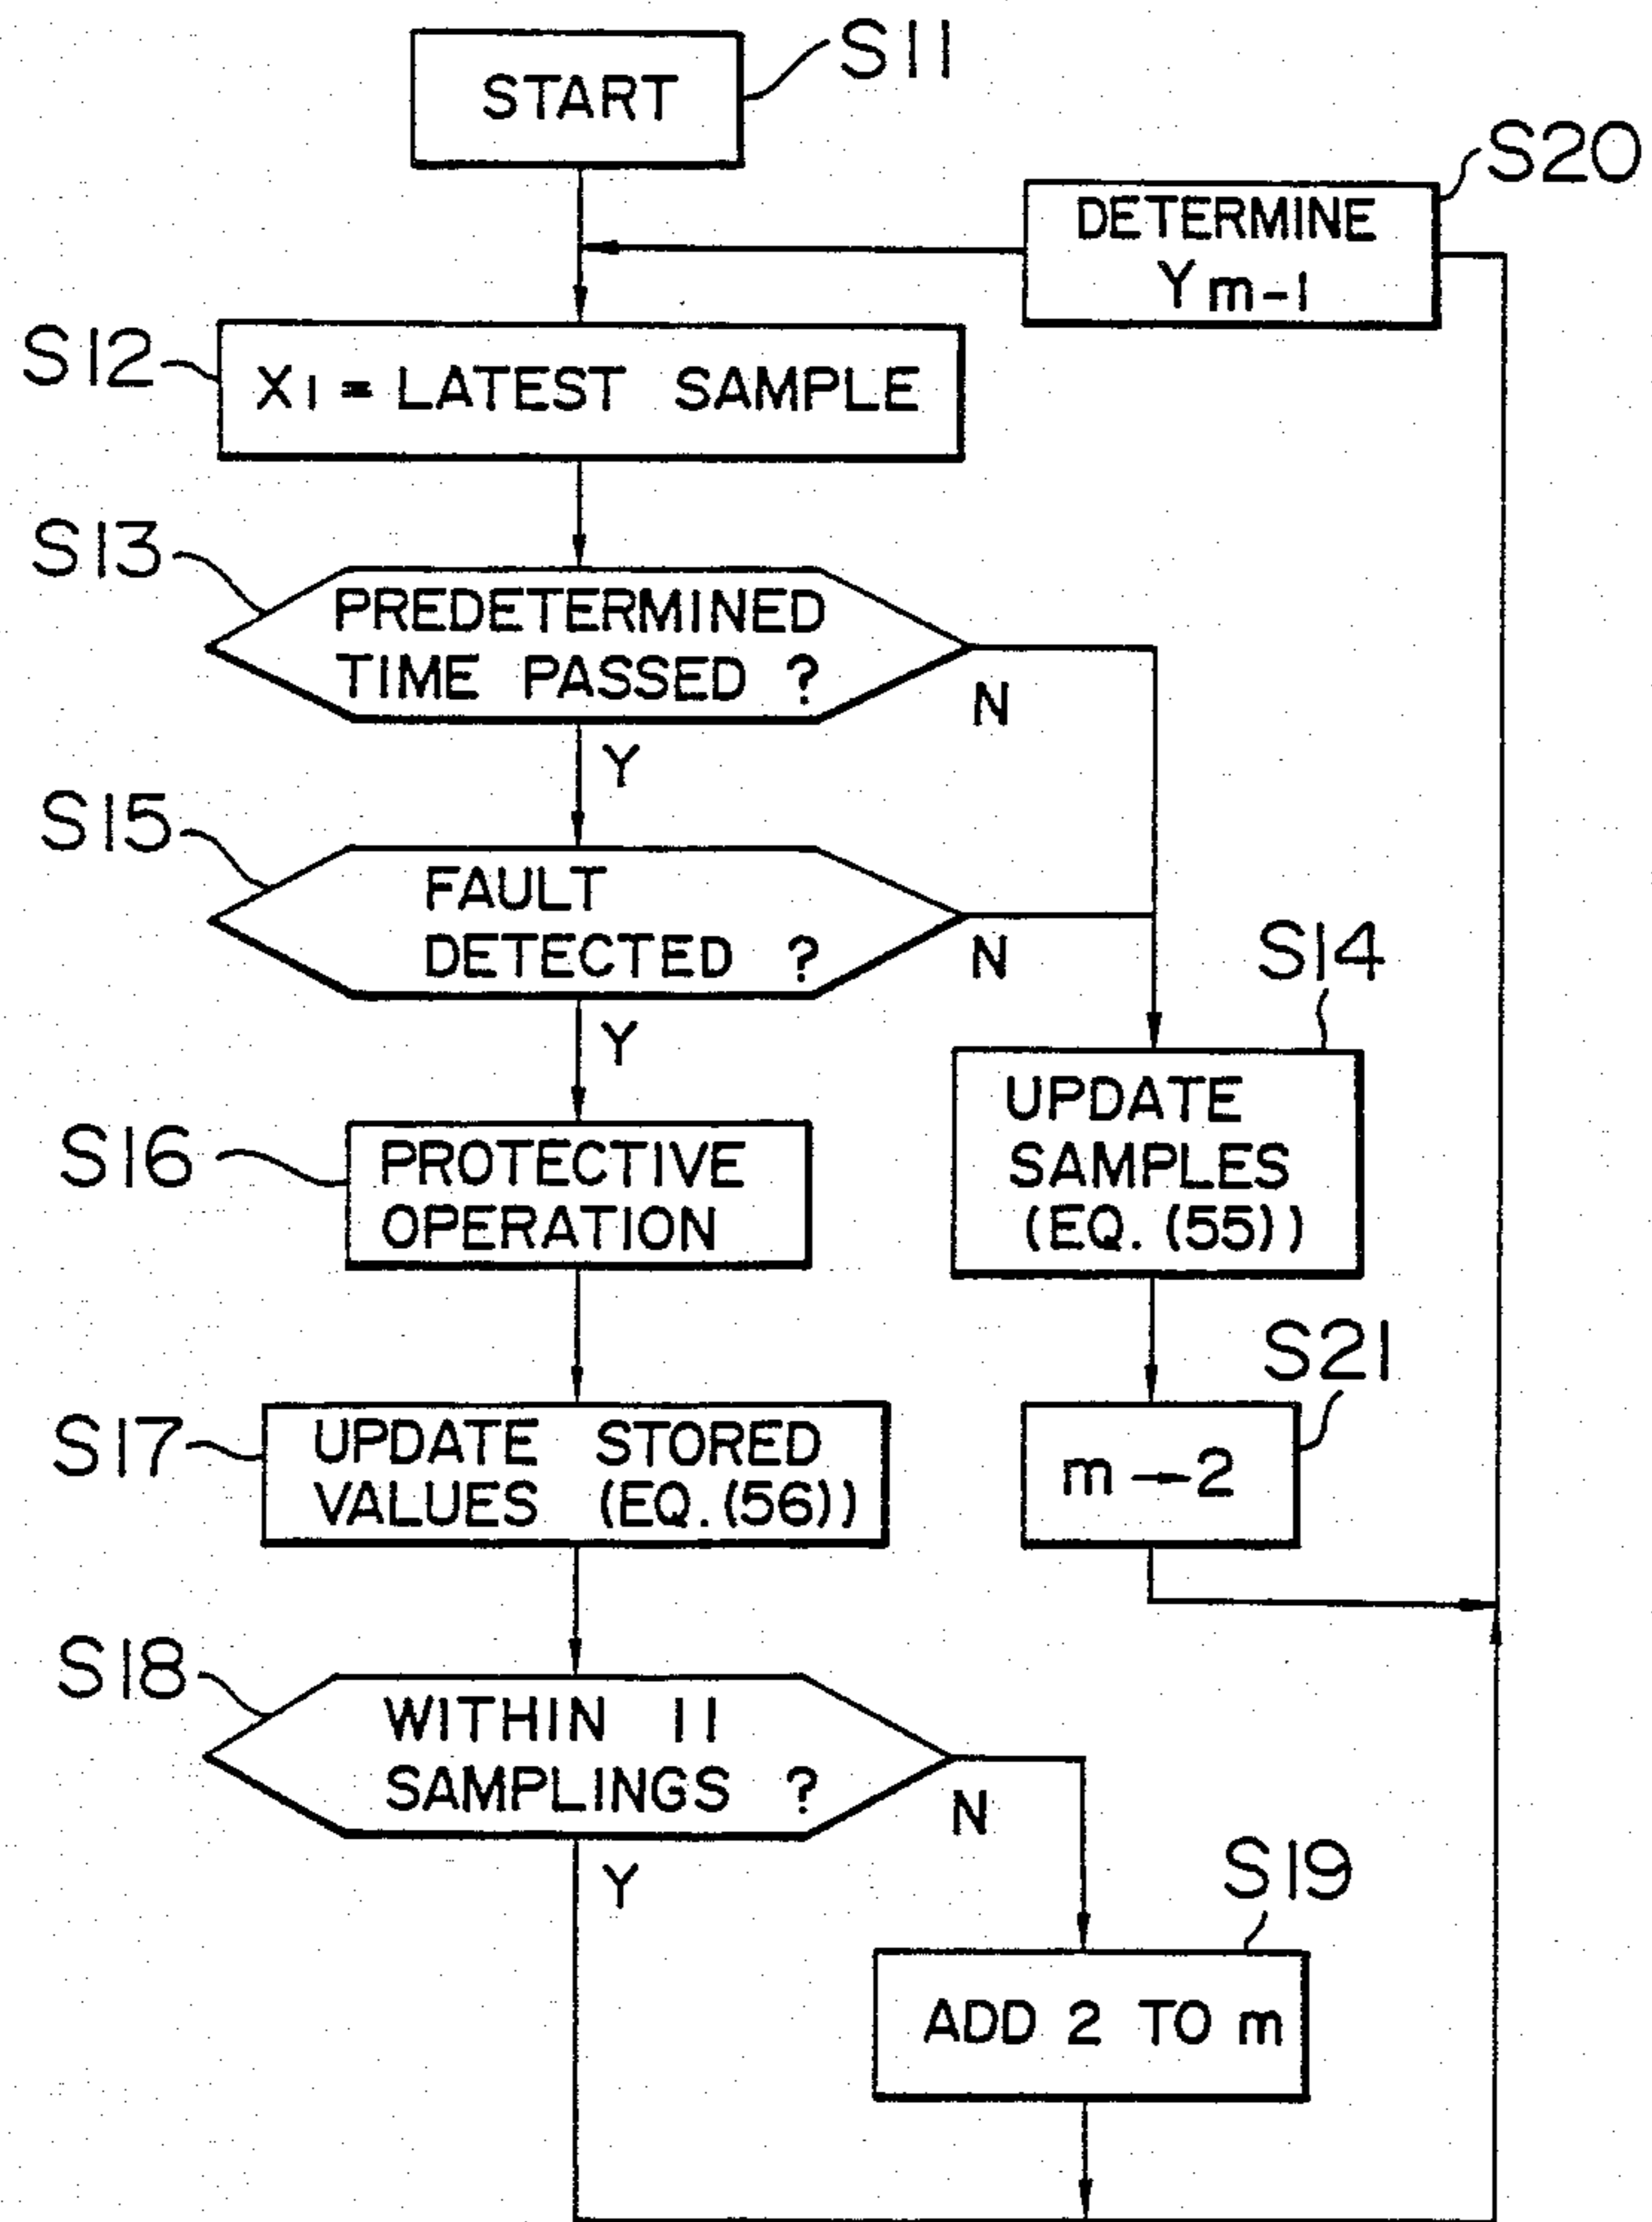 START
S11
DETERMINE
Ym-1
S20
S12
X1 = LATEST SAMPLE
S13
PREDETERMINED
TIME PASSED ?
N
Y
S15
FAULT
DETECTED ?
N
Y
S14
UPDATE
SAMPLES
(EQ. (55))
S16
PROTECTIVE
OPERATION
S21
m→2
S17
UPDATE STORED
VALUES (EQ. (56))
S18
WITHIN 11
SAMPLINGS ?
N
Y
S19
ADD 2 TO m